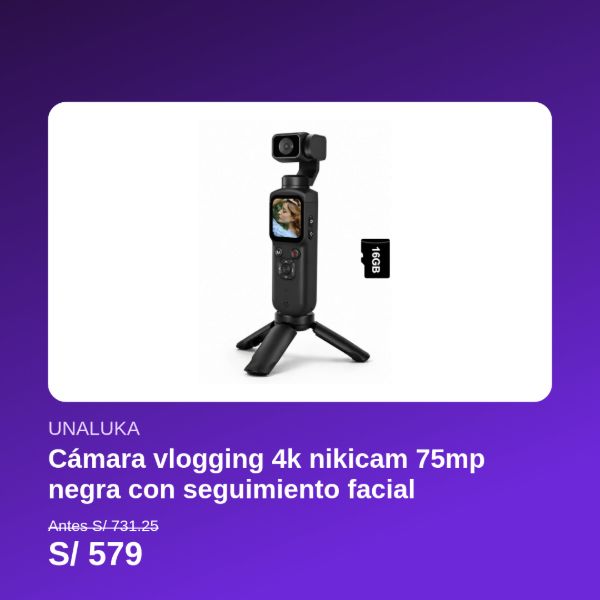 16GB
UNALUKA
Cámara vlogging 4k nikicam 75mp
negra con seguimiento facial
Antes S/ 731.25
S/ 579